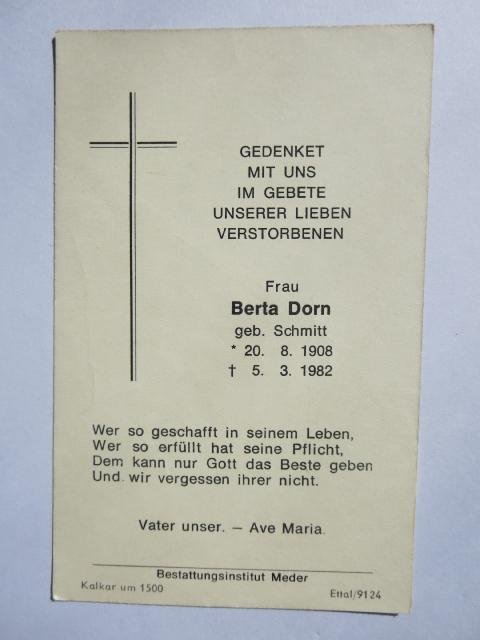 GEDENKET
MIT UNS
IM GEBETE
UNSERER LIEBEN
VERSTORBENEN
Frau
Berta Dorn
geb. Schmitt
* 20. 8. 1908
† 5. 3. 1982
Wer so geschafft in seinem Leben,
Wer so erfüllt hat seine Pflicht,
Dem kann nur Gott das Beste geben
Und wir vergessen ihrer nicht.
Vater unser. – Ave Maria.
Bestattungsinstitut Meder
Kalkar um 1500 Ettal/9124